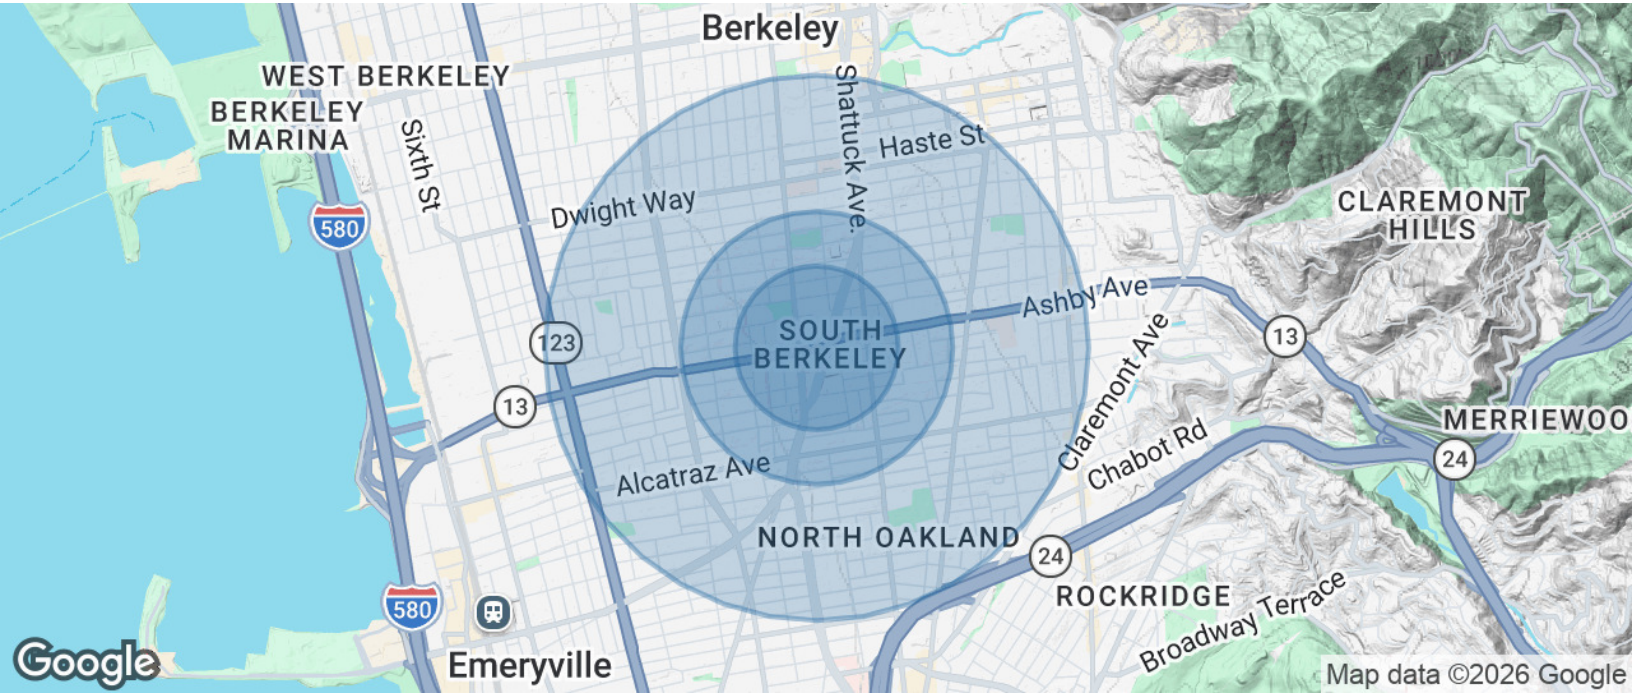 Berkeley
WEST BERKELEY
BERKELEY
MARINA
Sixth St
Shattuck Ave.
Haste St
Dwight Way
580
CLAREMONT
HILLS
Ashby Ave
SOUTH
BERKELEY
123
13
13
Claremont Ave
Chabot Rd
MERRIEWOO
24
Alcatraz Ave
NORTH OAKLAND
24
580
ROCKRIDGE
Broadway Terrace
Emeryville
Google
Map data ©2026 Google